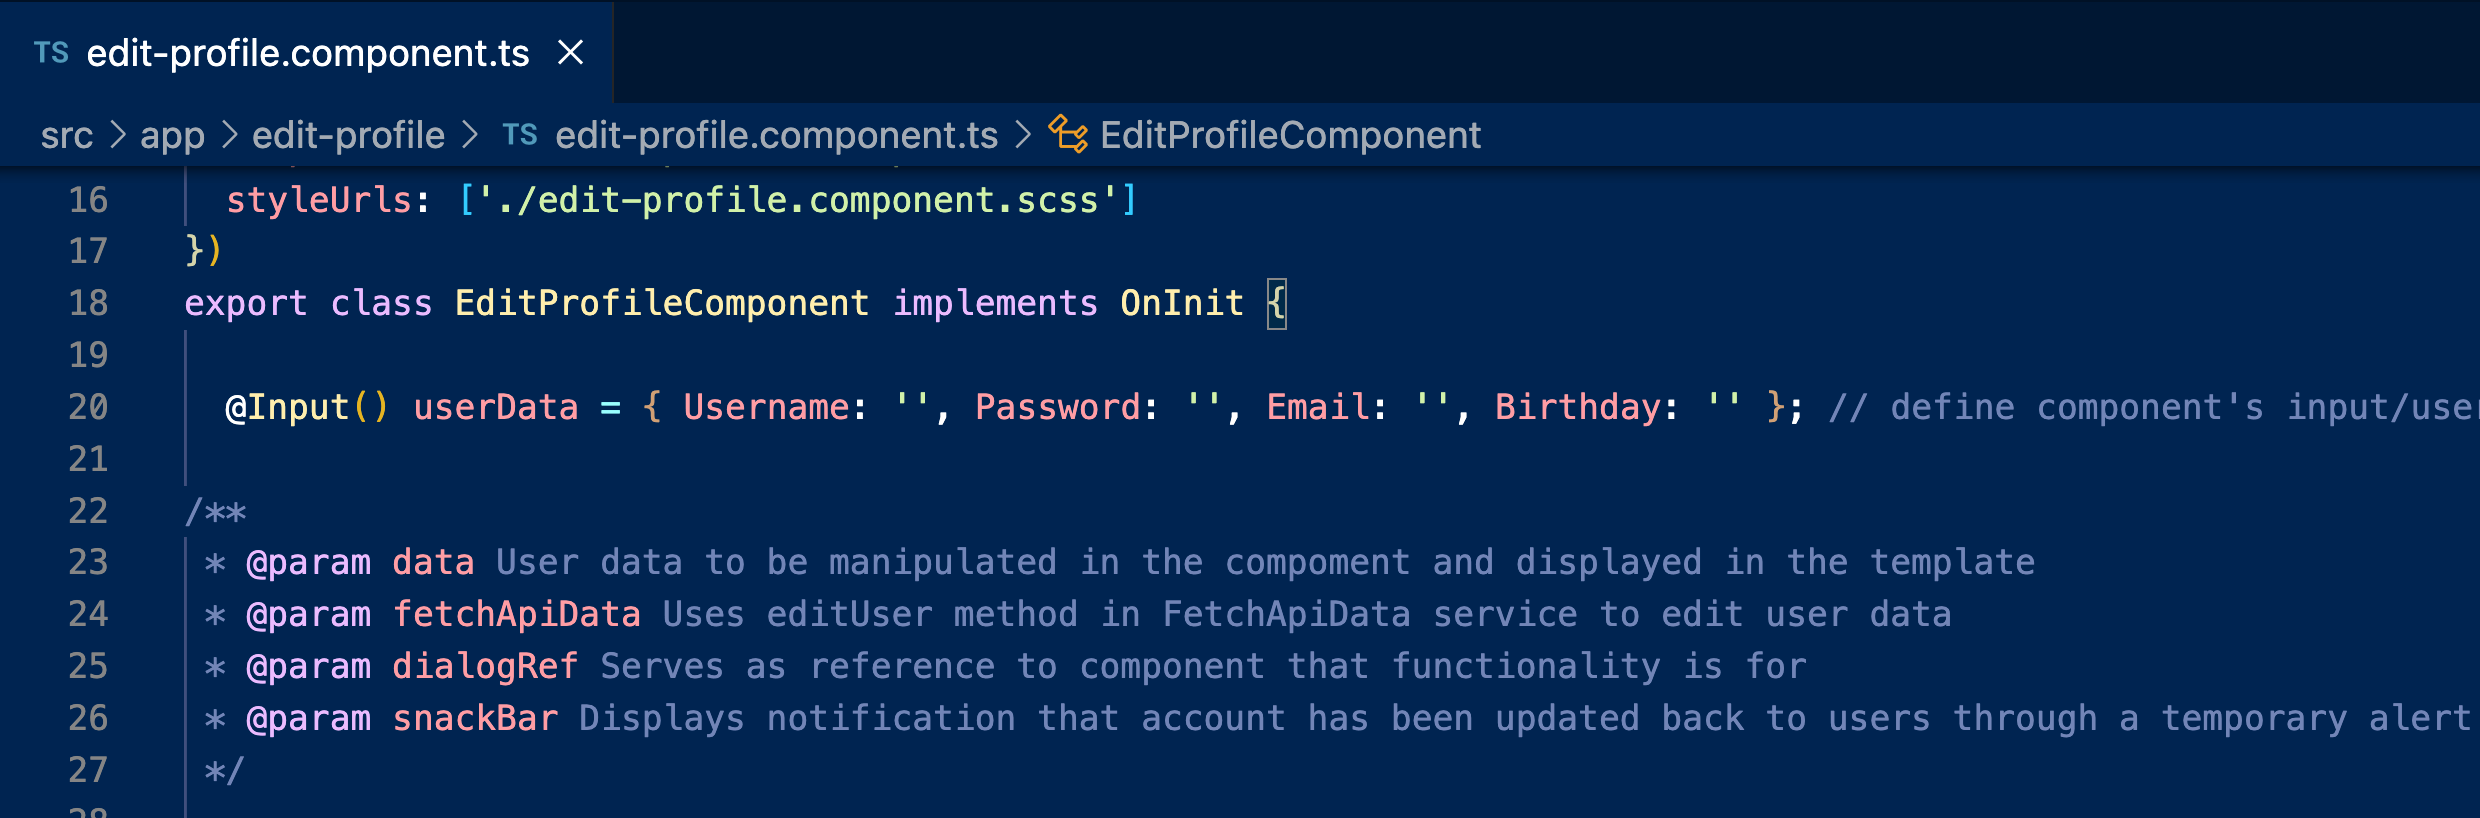 TS edit-profile.component.ts ×
src > app > edit-profile > TS edit-profile.component.ts > EditProfileComponent
16 styleUrls: ['./edit-profile.component.scss']
17 })
18 export class EditProfileComponent implements OnInit {
19
20 @Input() userData = { Username: '', Password: '', Email: '', Birthday: '' }; // define component's input/user
21
22 /**
23 * @param data User data to be manipulated in the compoment and displayed in the template
24 * @param fetchApiData Uses editUser method in FetchApiData service to edit user data
25 * @param dialogRef Serves as reference to component that functionality is for
26 * @param snackBar Displays notification that account has been updated back to users through a temporary alert
27 */
28